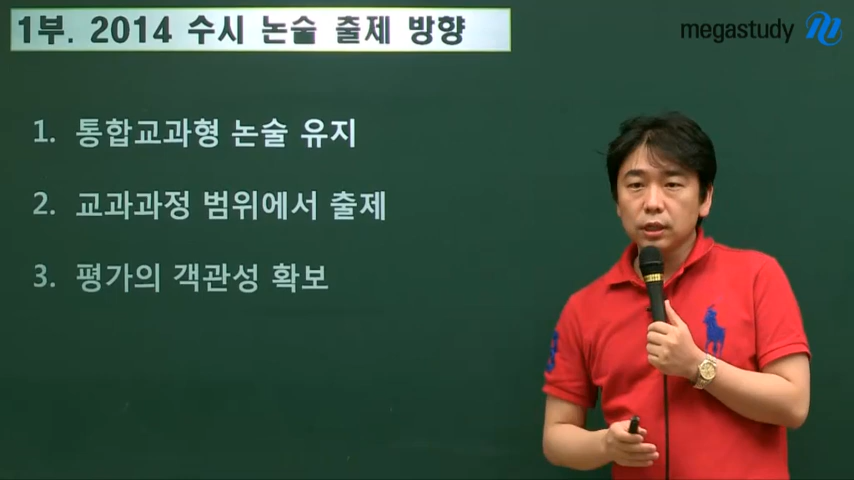 1부. 2014 수시 논술 출제 방향
megastudy
1. 통합교과형 논술 유지
2. 교과과정 범위에서 출제
3. 평가의 객관성 확보